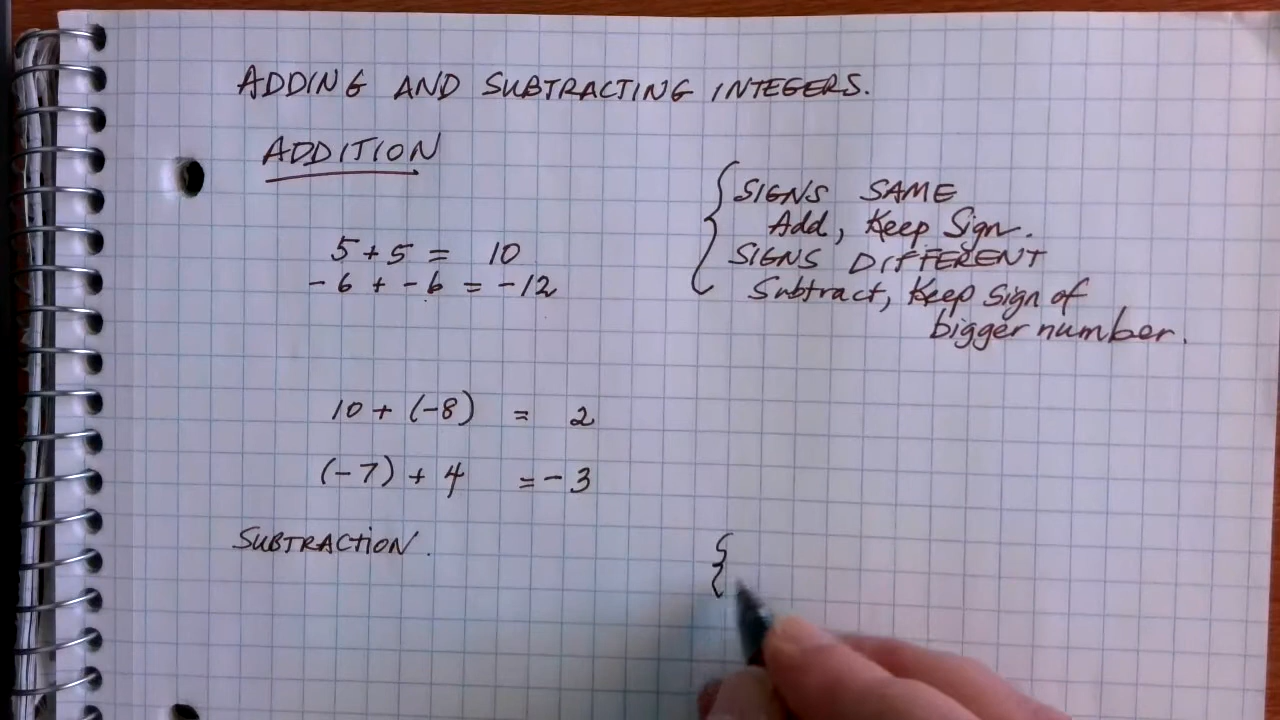 ADDING AND SUBTRACTING INTEGERS.
ADDITION
SIGNS SAME
Add, Keep Sign.
SIGNS DIFFERENT
Subtract, Keep Sign of
bigger number.
5 + 5 = 10
-6 + -6 = -12
10 + (-8) = 2
(-7) + 4 = -3
SUBTRACTION.